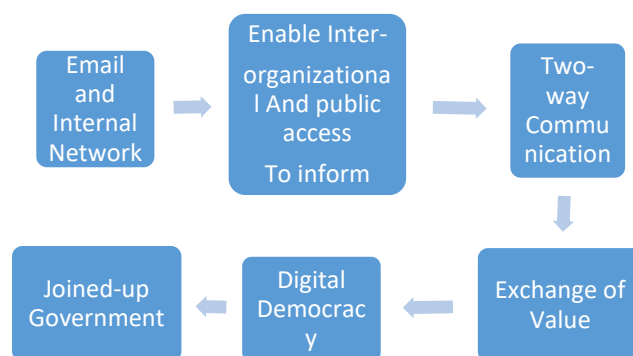 Email
and
Internal
Network
Enable Inter-
organizationa
l And public
access
To inform
Two-
way
Commu
nication
Exchange of
Value
Digital
Democrac
y
Joined-up
Government